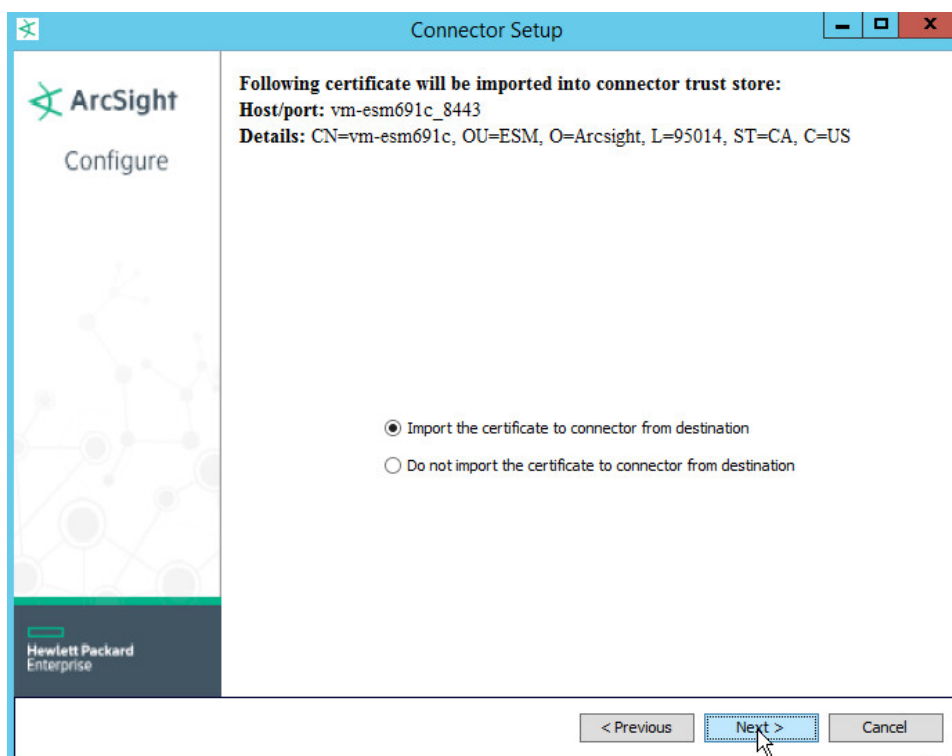 Connector Setup
ArcSight
Configure
Following certificate will be imported into connector trust store:
Host/port: vm-esm691c_8443
Details: CN=vm-esm691c, OU=ESM, O=Arcsight, L=95014, ST=CA, C=US
Import the certificate to connector from destination
Do not import the certificate to connector from destination
Hewlett Packard
Enterprise
< Previous
Next >
Cancel